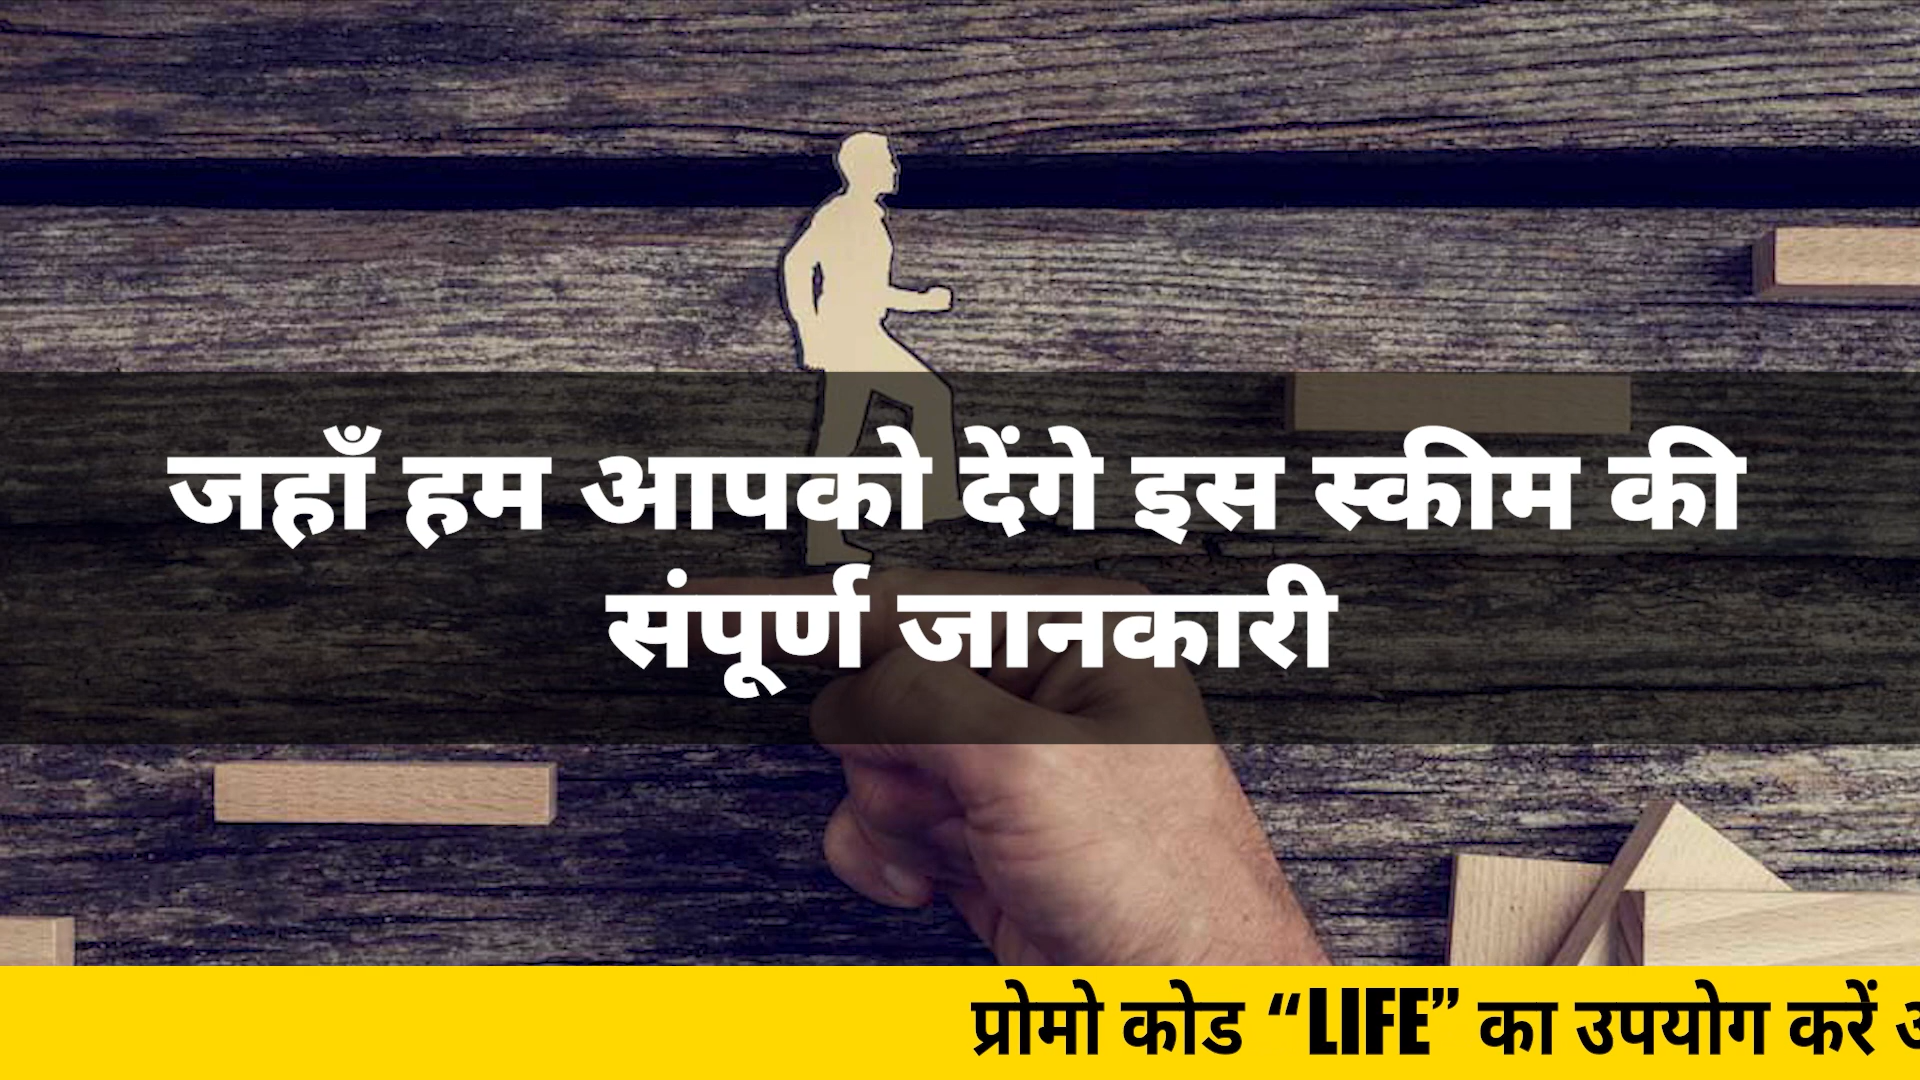 जहाँ हम आपको देंगे इस स्कीम की
संपूर्ण जानकारी
प्रोमो कोड “LIFE” का उपयोग करें